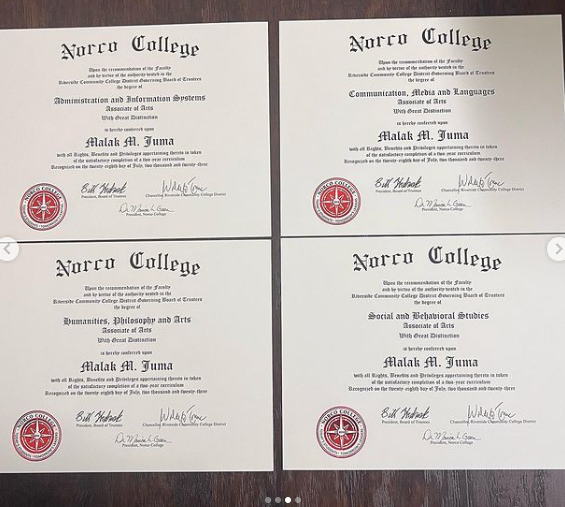 Norco College
Upon the recommendation of the Faculty
and by virtue of the authority vested in the
Riverside Community College District Governing Board of Trustees
the degree of
Administration and Information Systems
Associate of Arts
With Great Distinction
is hereby conferred upon
Malak M. Juma
with all Rights, Benefits and Privileges appertaining thereto in token
of the satisfactory completion of a two-year curriculum
Recognized on the twenty-eighth day of July, two thousand and twenty-three
NORCO COLLEGE
President, Board of Trustees
Chancellor, Riverside Community College District
President, Norco College
Norco College
Upon the recommendation of the Faculty
and by virtue of the authority vested in the
Riverside Community College District Governing Board of Trustees
the degree of
Communication, Media and Languages
Associate of Arts
With Great Distinction
is hereby conferred upon
Malak M. Juma
with all Rights, Benefits and Privileges appertaining thereto in token
of the satisfactory completion of a two-year curriculum
Recognized on the twenty-eighth day of July, two thousand and twenty-three
NORCO COLLEGE
President, Board of Trustees
Chancellor, Riverside Community College District
President, Norco College
Norco College
Upon the recommendation of the Faculty
and by virtue of the authority vested in the
Riverside Community College District Governing Board of Trustees
the degree of
Humanities, Philosophy and Arts
Associate of Arts
With Great Distinction
is hereby conferred upon
Malak M. Juma
with all Rights, Benefits and Privileges appertaining thereto in token
of the satisfactory completion of a two-year curriculum
Recognized on the twenty-eighth day of July, two thousand and twenty-three
NORCO COLLEGE
President, Board of Trustees
Chancellor, Riverside Community College District
President, Norco College
Norco College
Upon the recommendation of the Faculty
and by virtue of the authority vested in the
Riverside Community College District Governing Board of Trustees
the degree of
Social and Behavioral Studies
Associate of Arts
With Great Distinction
is hereby conferred upon
Malak M. Juma
with all Rights, Benefits and Privileges appertaining thereto in token
of the satisfactory completion of a two-year curriculum
Recognized on the twenty-eighth day of July, two thousand and twenty-three
NORCO COLLEGE
President, Board of Trustees
Chancellor, Riverside Community College District
President, Norco College